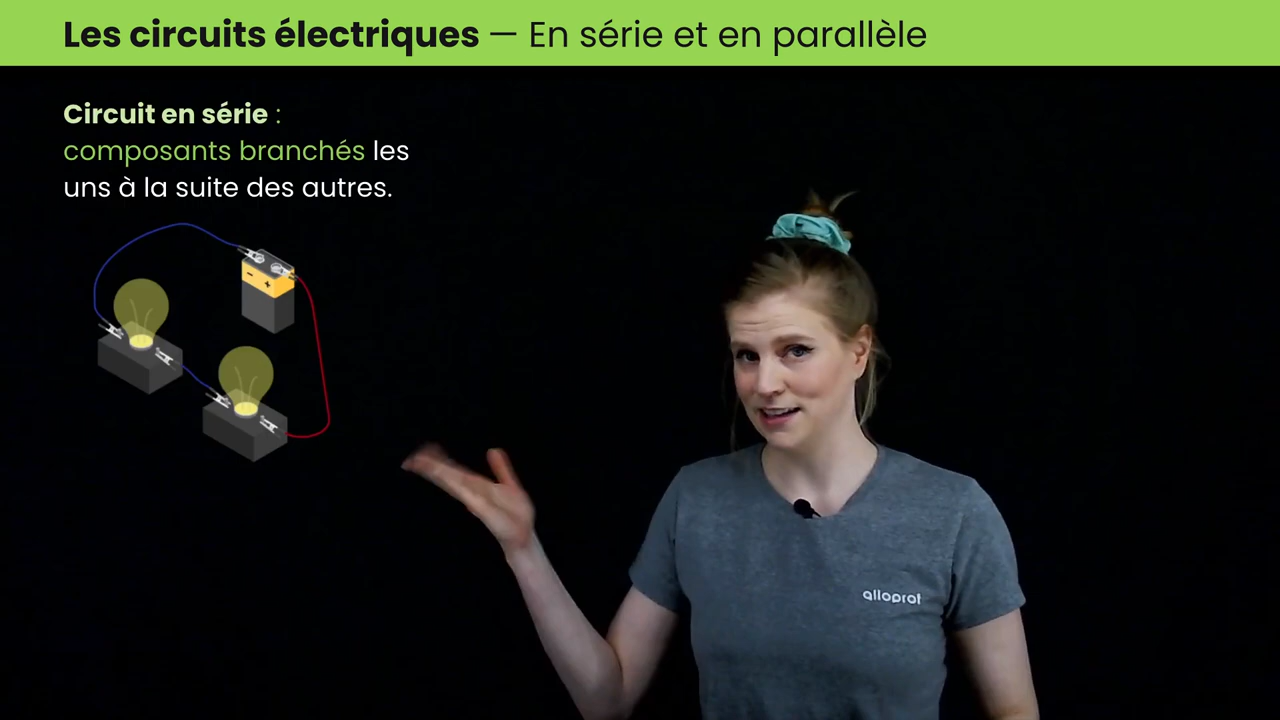 Les circuits électriques — En série et en parallèle
Circuit en série :
composants branchés les
uns à la suite des autres.
alloprof